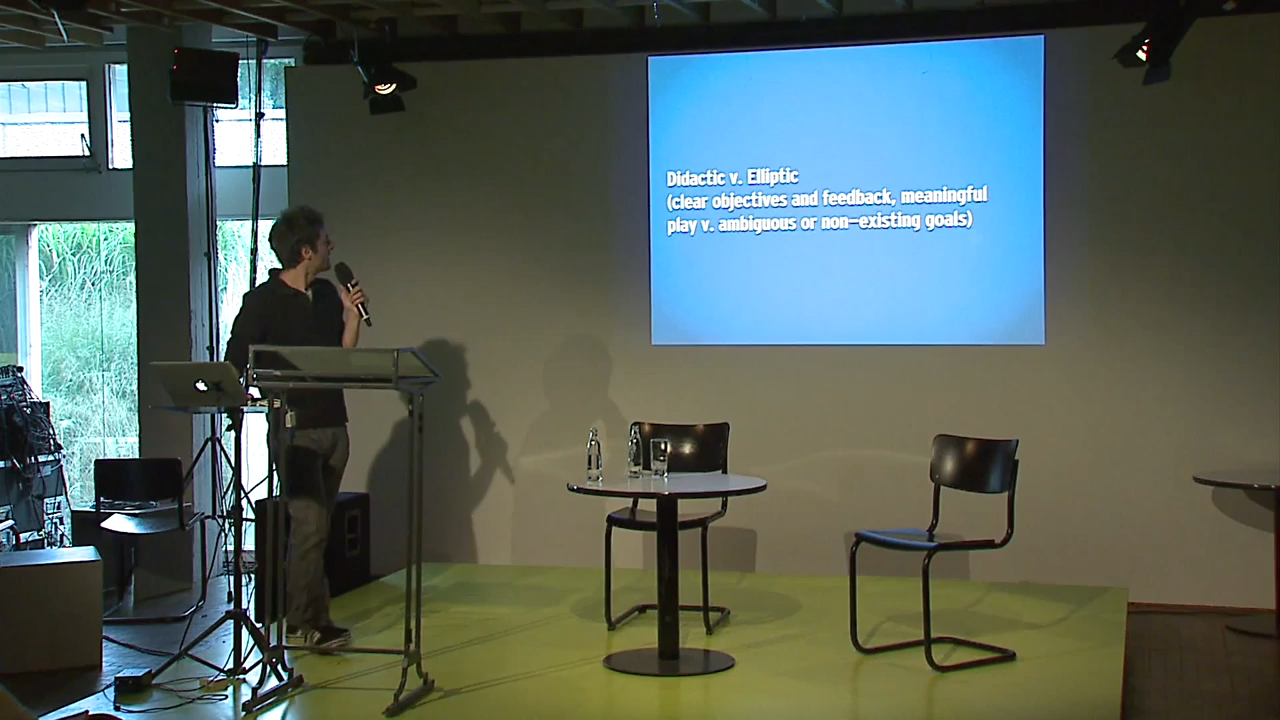 Didactic v. Elliptic
(clear objectives and feedback, meaningful
play v. ambiguous or non-existing goals)